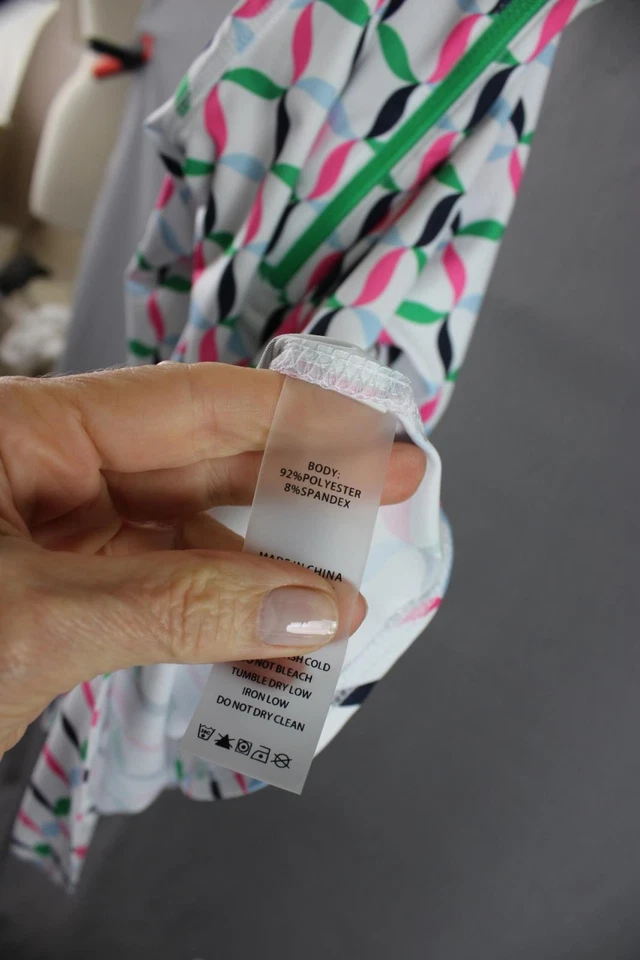 BODY:
92%POLYESTER
8%SPANDEX
MADE IN CHINA
COLD
NOT BLEACH
TUMBLE DRY LOW
IRON LOW
DO NOT DRY CLEAN